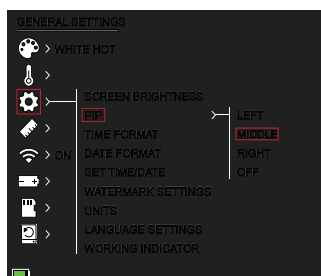 GENERAL SETTINGS
WHITE HOT
SCREEN BRIGHTNESS
PIP
LEFT
TIME FORMAT
MIDDLE
ON
DATE FORMAT
RIGHT
SET TIME/DATE
OFF
WATERMARK SETTINGS
UNITS
LANGUAGE SETTINGS
WORKING INDICATOR